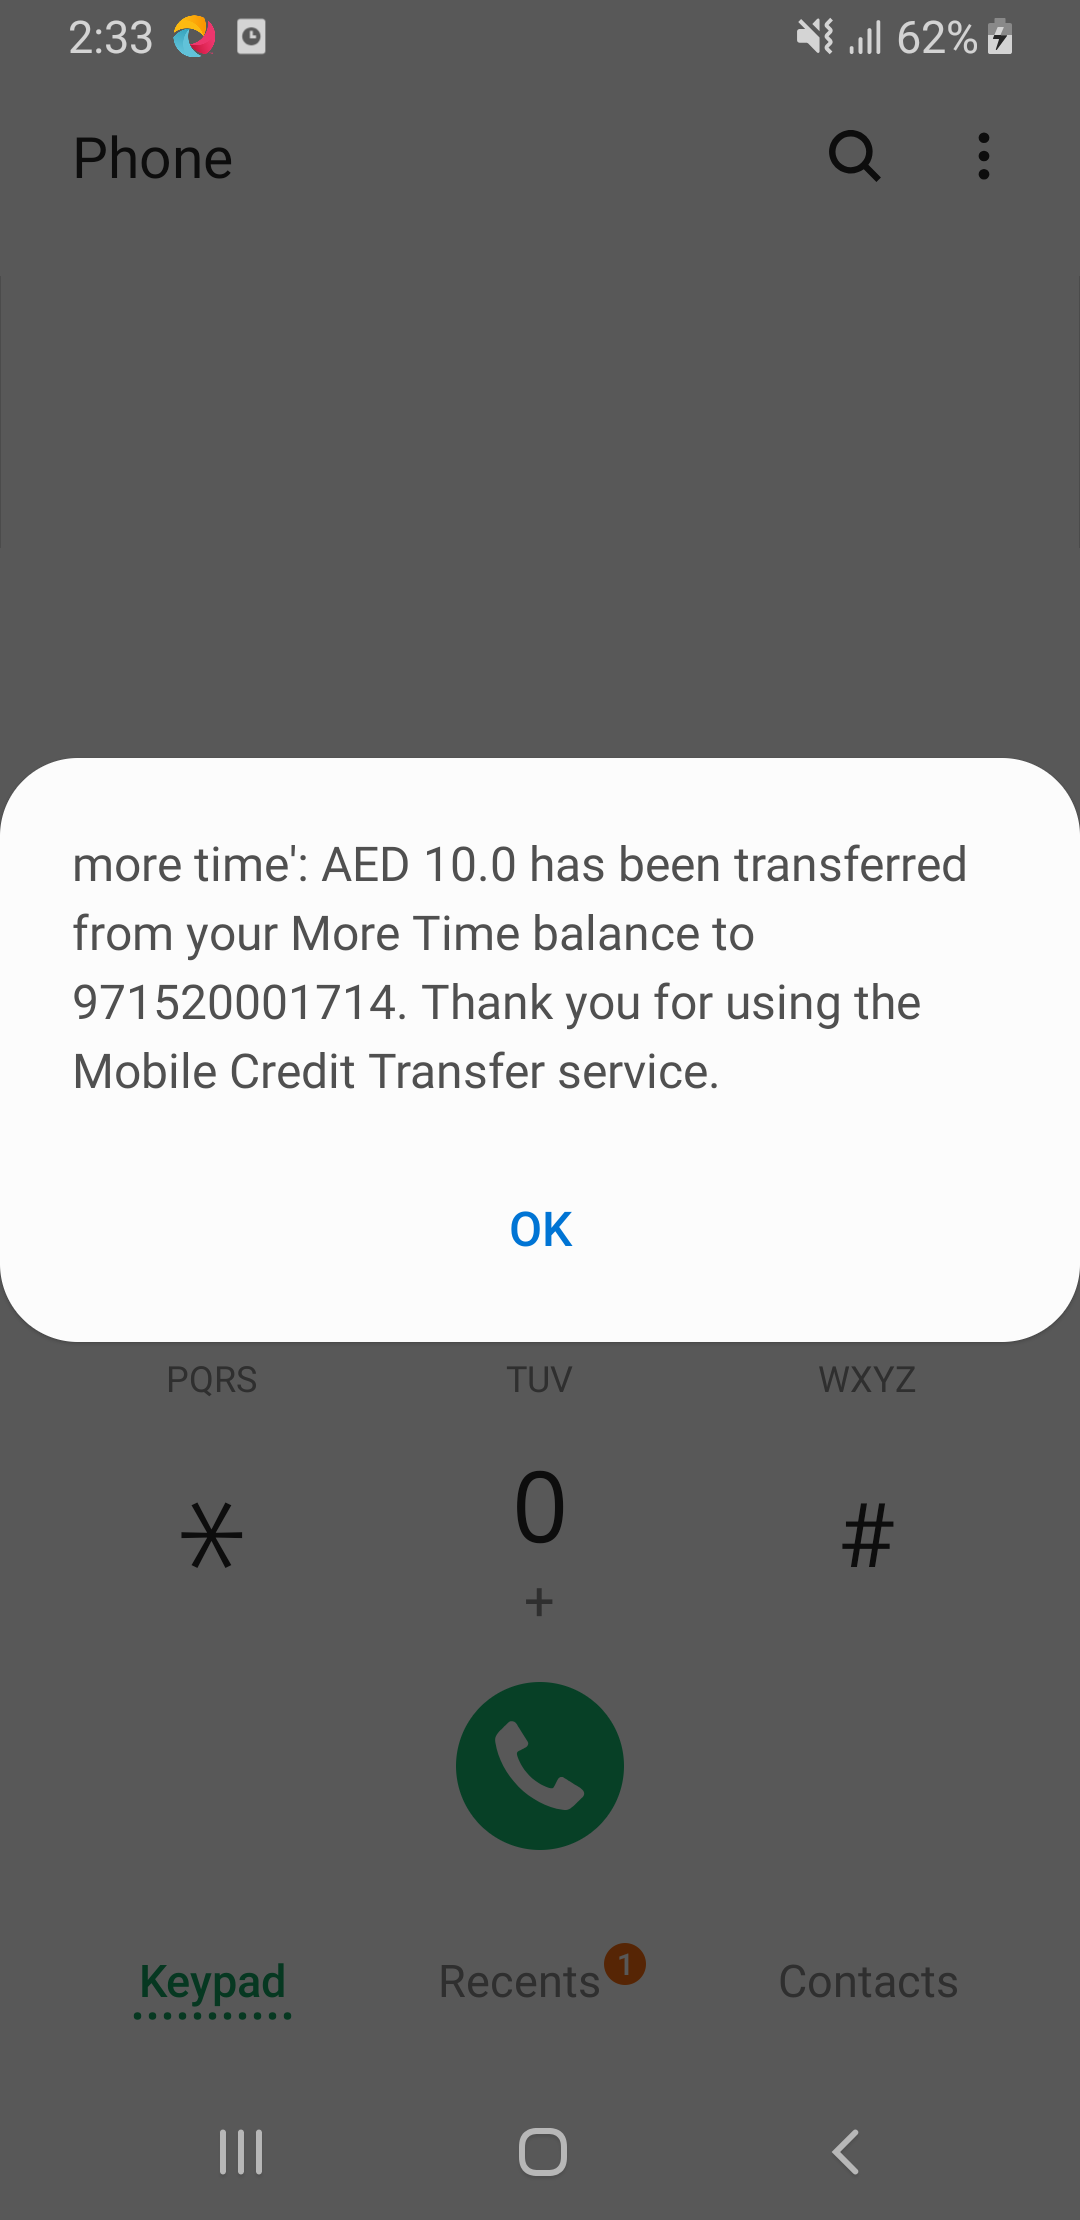 2:33
62%
Phone
more time': AED 10.0 has been transferred
from your More Time balance to
971520001714. Thank you for using the
Mobile Credit Transfer service.
OK
PQRS TUV WXYZ
* 0 #
+
Keypad Recents 1 Contacts